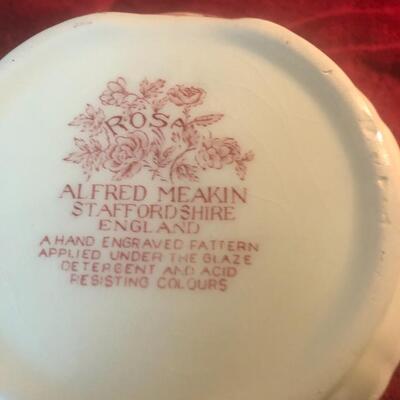 ROSA
ALFRED MEAKIN
STAFFORDSHIRE
ENGLAND
A HAND ENGRAVED PATTERN
APPLIED UNDER THE GLAZE
DETERGENT AND ACID
RESISTING COLOURS